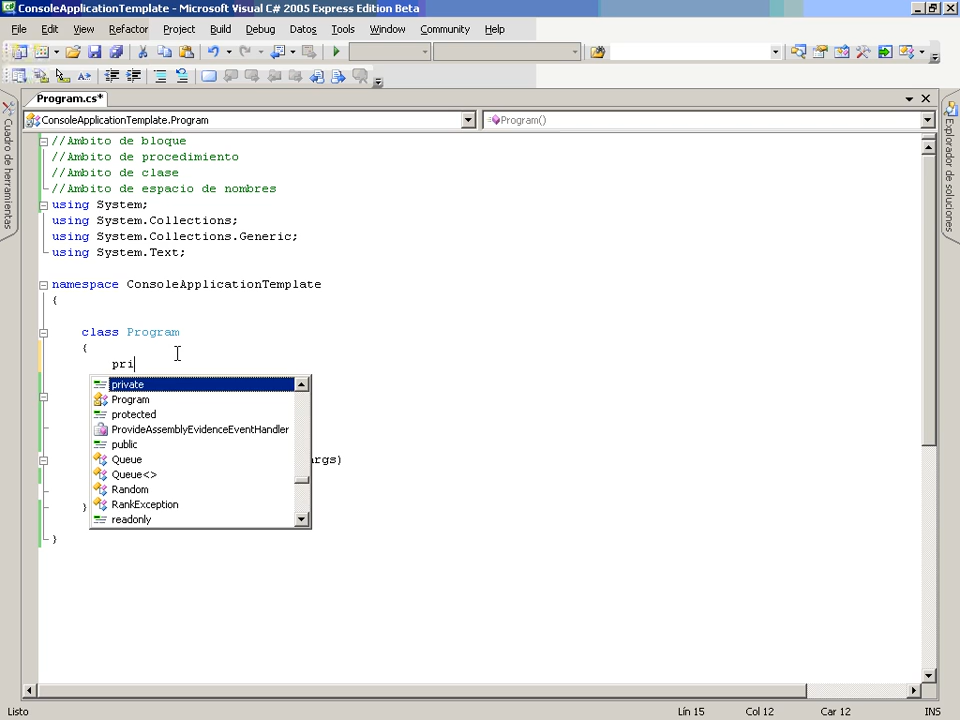 ConsoleApplicationTemplate - Microsoft Visual C# 2005 Express Edition Beta
File Edit View Refactor Project Build Debug Datos Tools Window Community Help
Program.cs*
ConsoleApplicationTemplate.Program
Program()
Cuadro de herramientas
Explorador de soluciones
//Ambito de bloque
//Ambito de procedimiento
//Ambito de clase
//Ambito de espacio de nombres
using System;
using System.Collections;
using System.Collections.Generic;
using System.Text;
namespace ConsoleApplicationTemplate
{
class Program
{
pri
private
Program
protected
ProvideAssemblyEvidenceEventHandler
public
Queue
rgs)
Queue<>
Random
RankException
}
readonly
}
Listo
Lín 15 Col 12 Car 12 INS